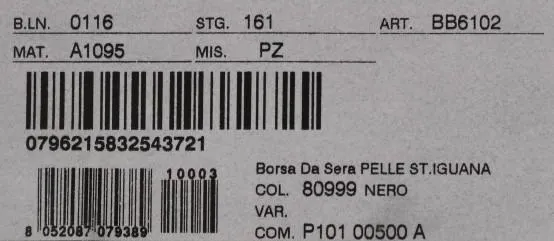 B.LN. 0116 STG. 161 ART. BB6102
MAT. A1095 MIS. PZ
0796215832543721
10003
8 052087 079389
Borsa Da Sera PELLE ST.IGUANA
COL. 80999 NERO
VAR.
COM. P101 00500 A